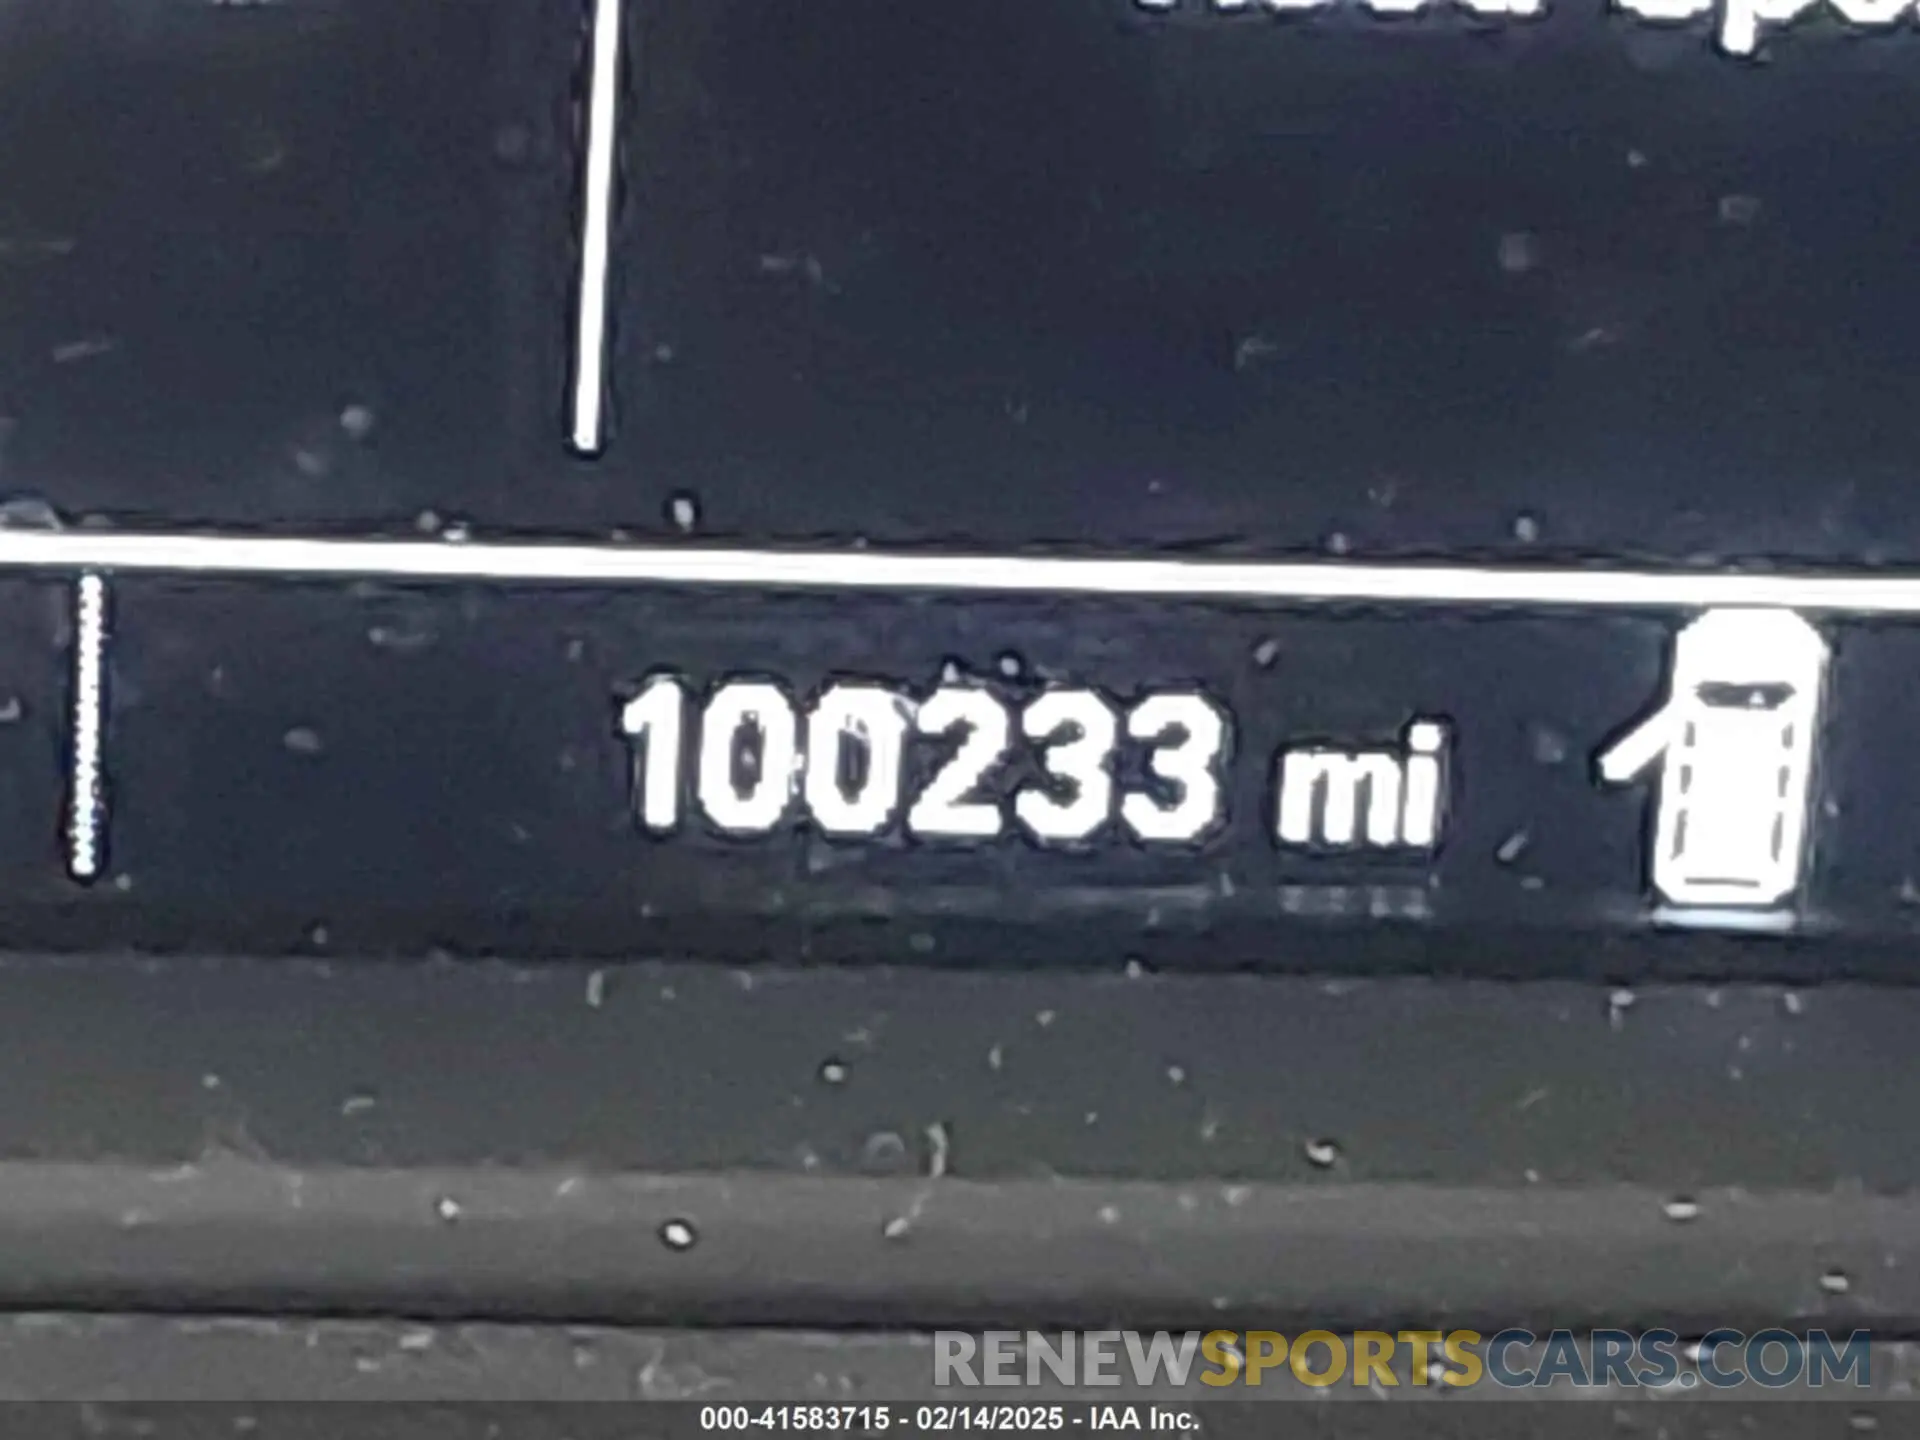 100233 mi
RENEWSPORTSCARS.COM
000-41583715 - 02/14/2025 - IAA Inc.